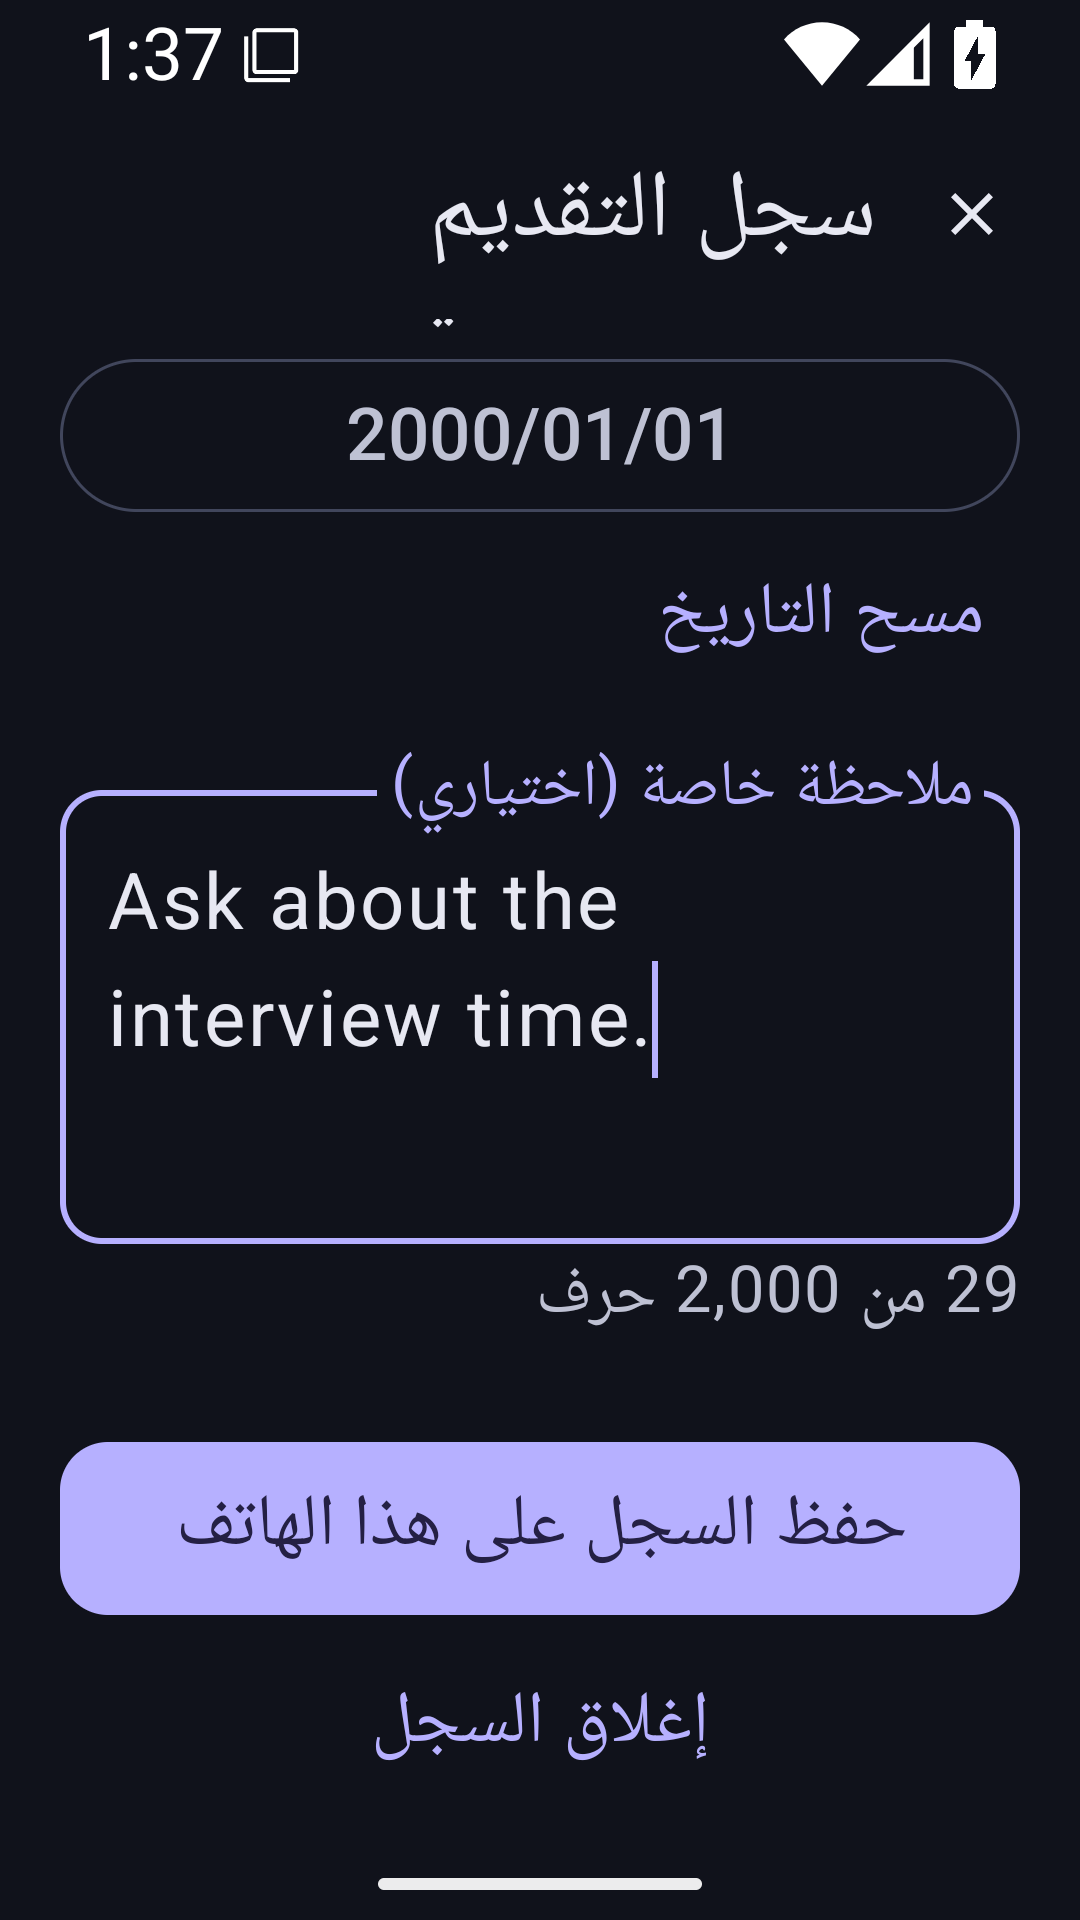 1:37
سجل التقديم
2000/01/01
مسح التاريخ
ملاحظة خاصة (اختياري)
Ask about the
interview time.
29 من 2,000 حرف
حفظ السجل على هذا الهاتف
إغلاق السجل